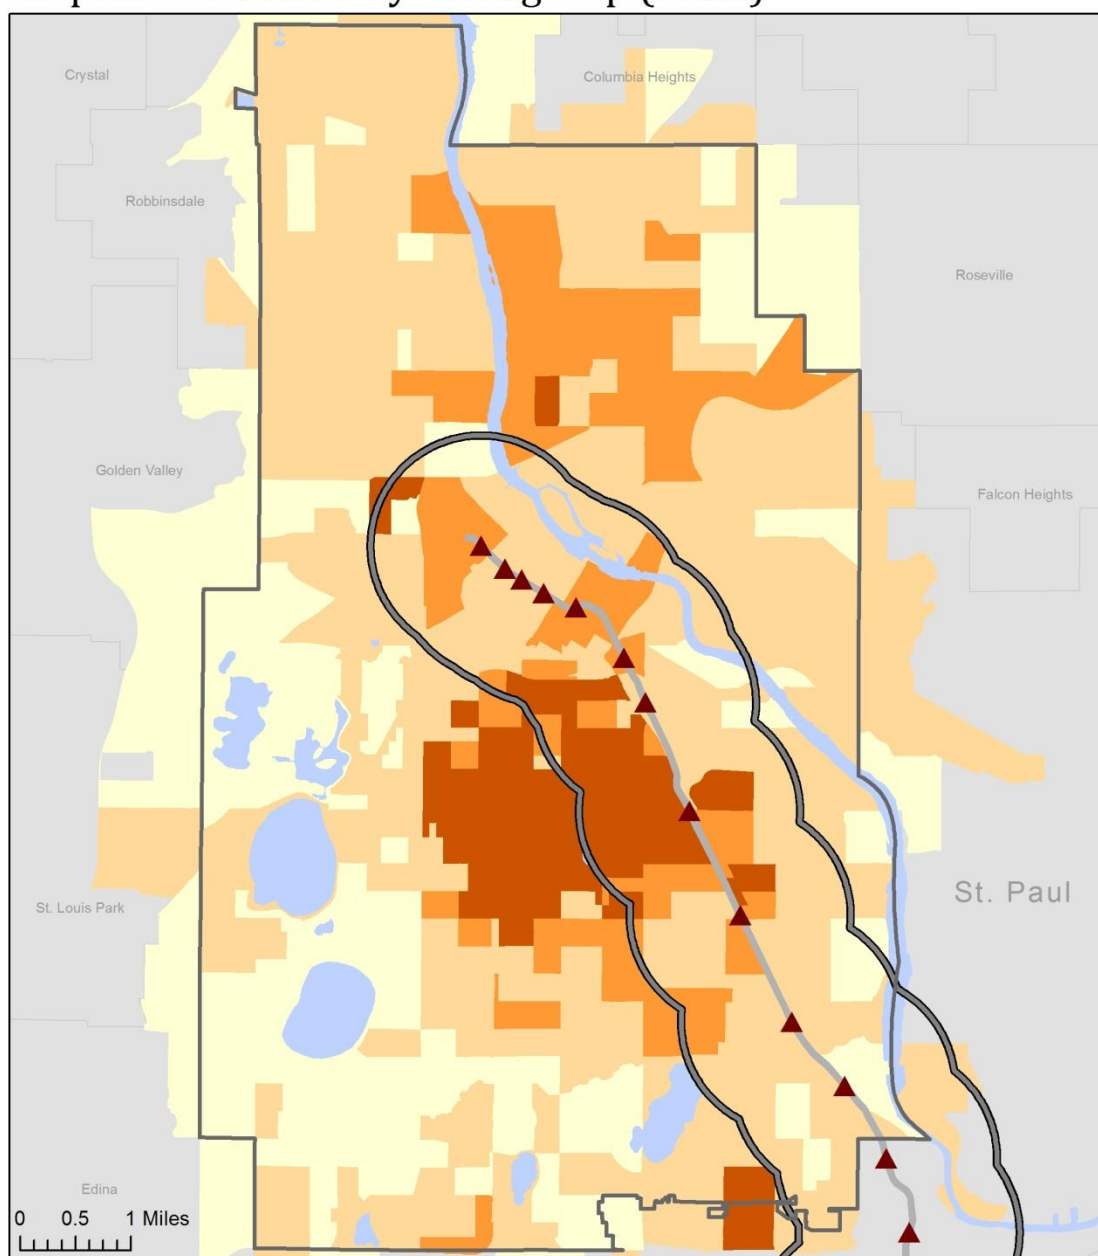 Crystal
Columbia Heights
Robbinsdale
Roseville
Golden Valley
Falcon Heights
St. Louis Park
St. Paul
Edina
0 0.5 1 Miles